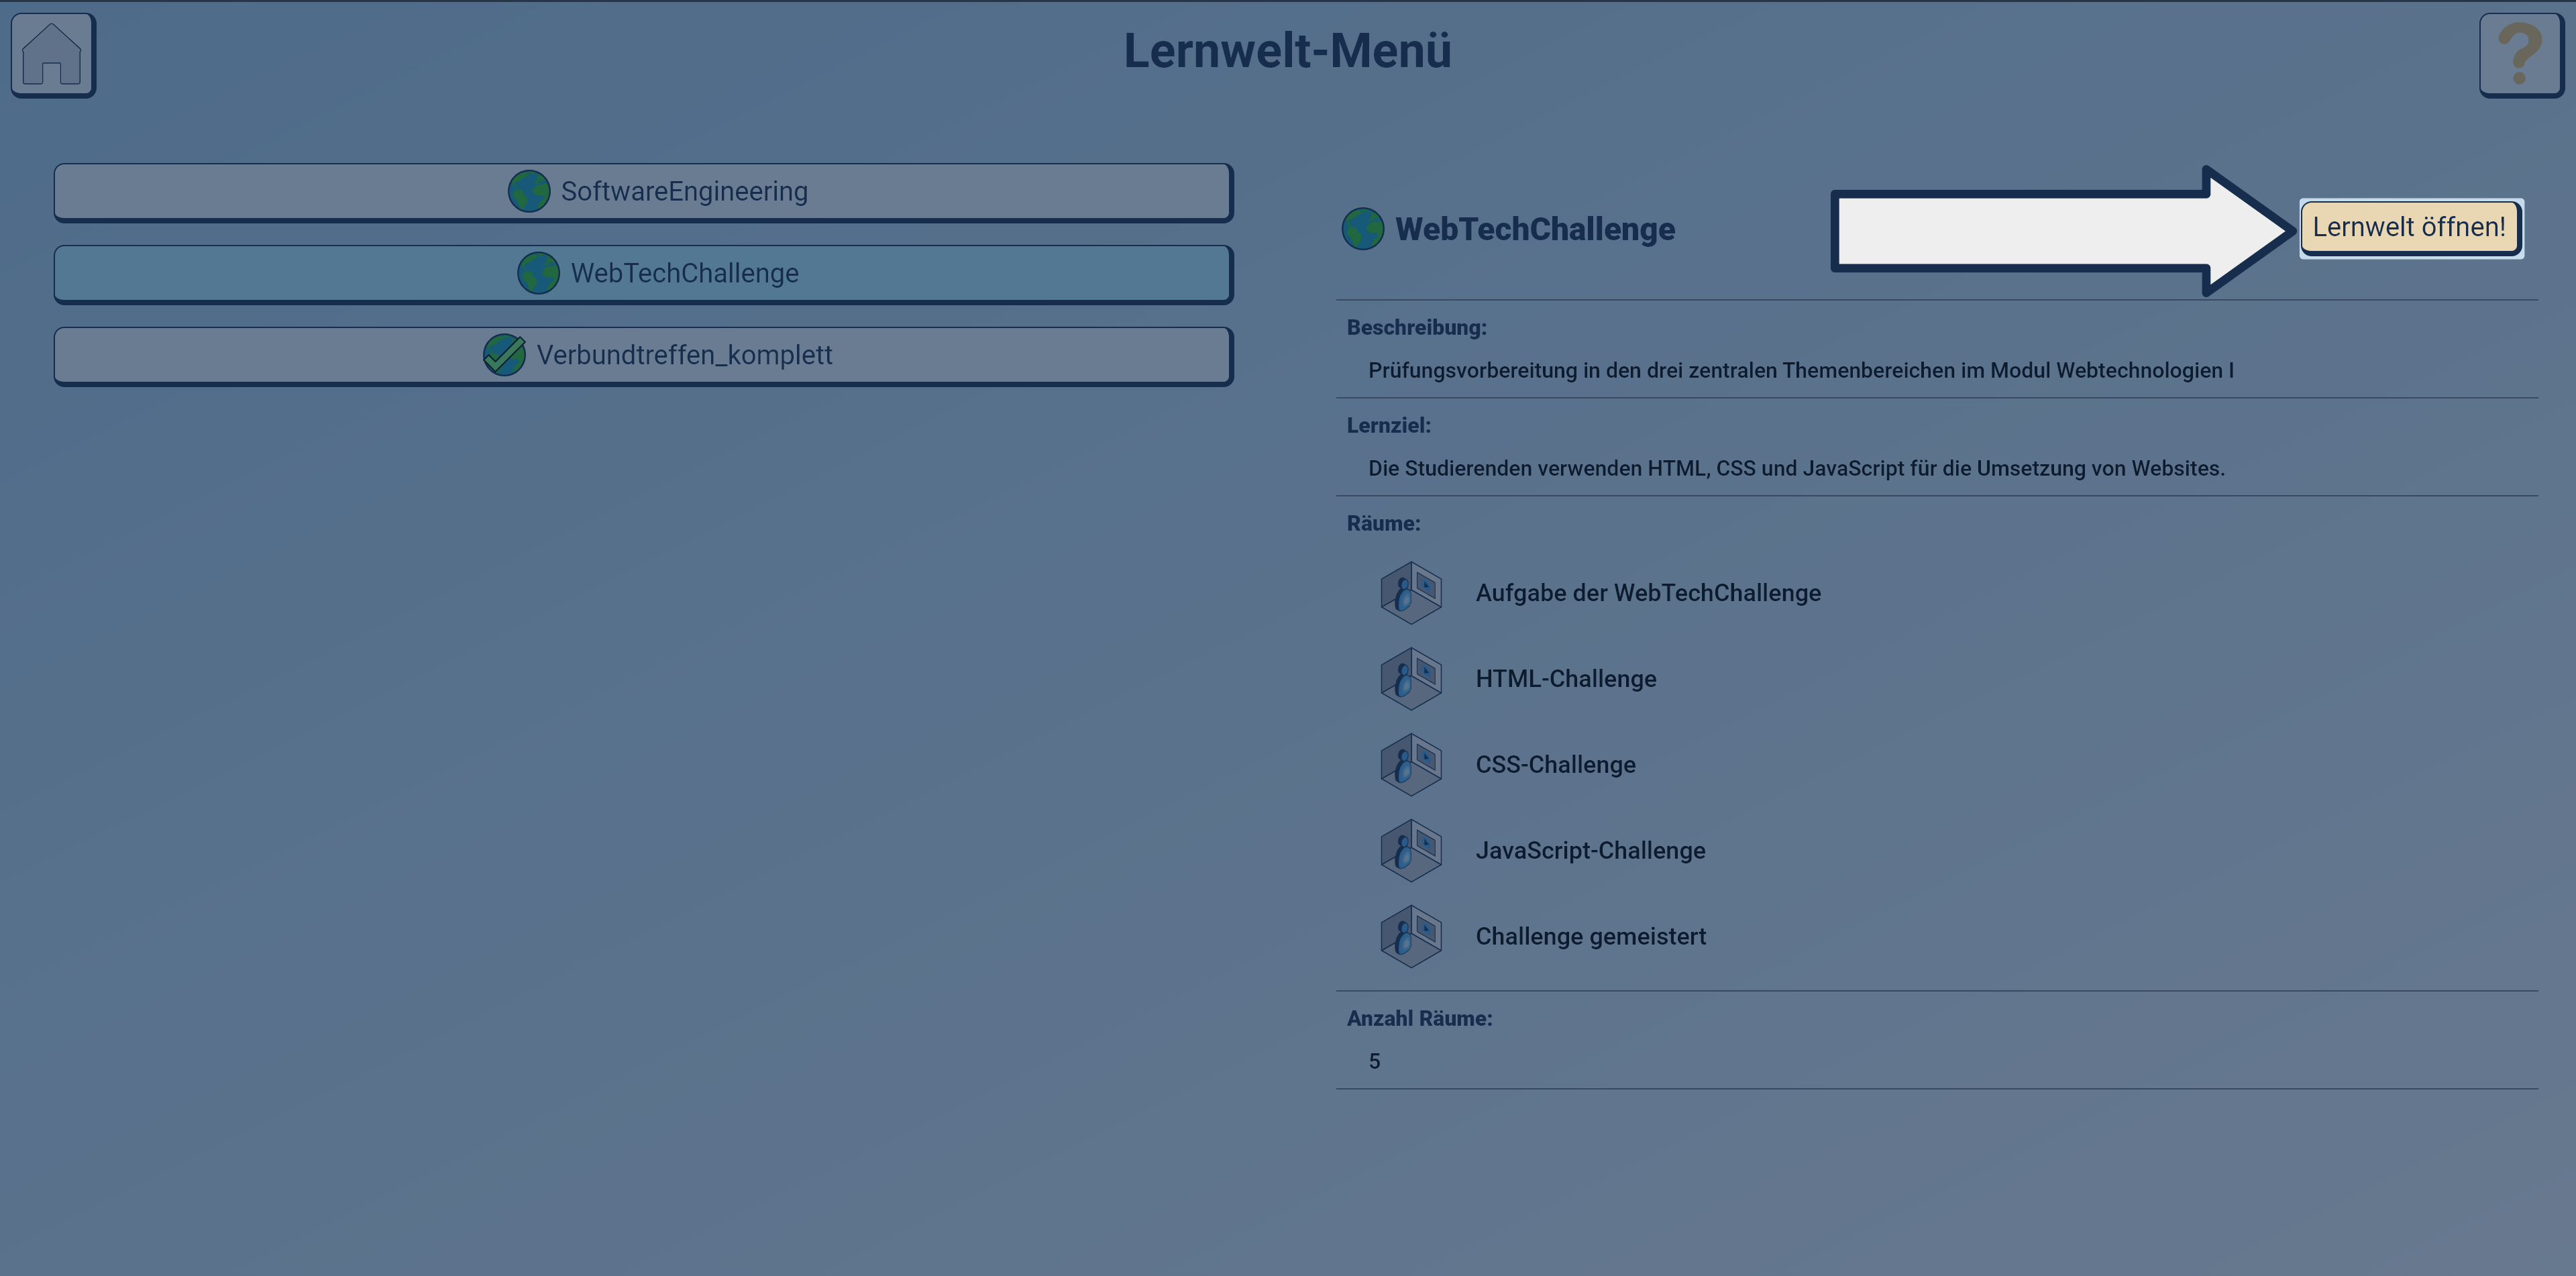 Lernwelt-Menü
SoftwareEngineering
WebTechChallenge
Verbundtreffen_komplett
WebTechChallenge
Lernwelt öffnen!
Beschreibung:
Prüfungsvorbereitung in den drei zentralen Themenbereichen im Modul Webtechnologien I
Lernziel:
Die Studierenden verwenden HTML, CSS und JavaScript für die Umsetzung von Websites.
Räume:
Aufgabe der WebTechChallenge
HTML-Challenge
CSS-Challenge
JavaScript-Challenge
Challenge gemeistert
Anzahl Räume:
5